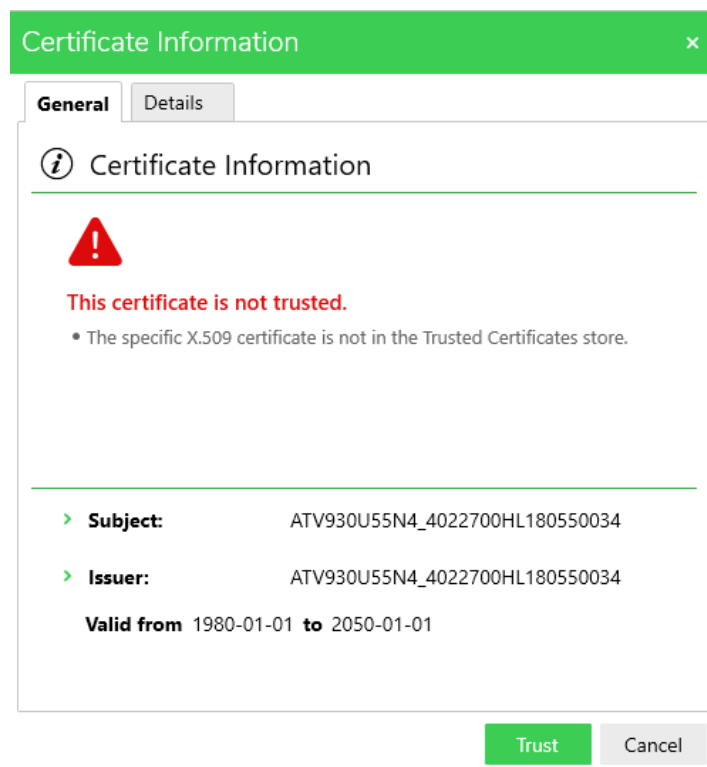 Certificate Information ×
General Details
i Certificate Information
!
This certificate is not trusted.
• The specific X.509 certificate is not in the Trusted Certificates store.
> Subject: ATV930U55N4_4022700HL180550034
> Issuer: ATV930U55N4_4022700HL180550034
Valid from 1980-01-01 to 2050-01-01
Trust Cancel